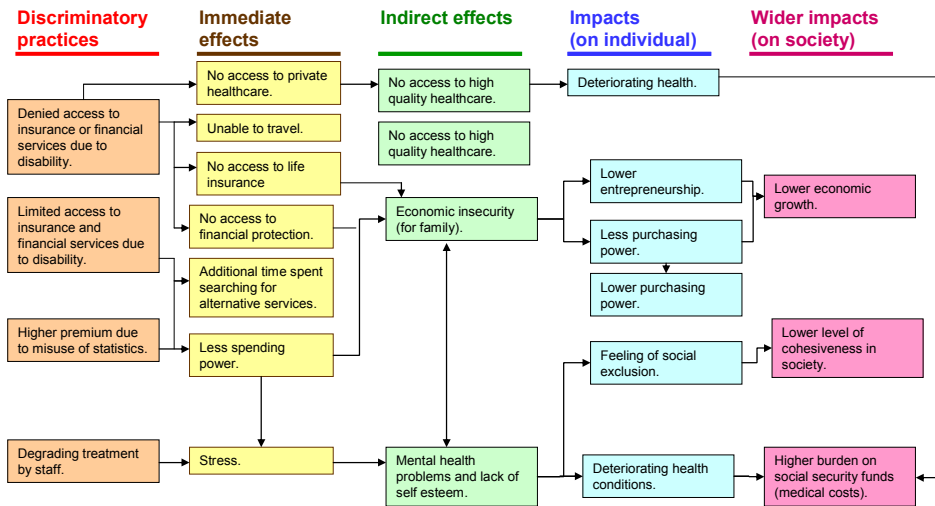 Discriminatory
practices
Immediate
effects
Indirect effects
Impacts
(on individual)
Wider impacts
(on society)
Denied access to
insurance or financial
services due to
disability.
Limited access to
insurance and
financial services due
to disability.
Higher premium due
to misuse of statistics.
Degrading treatment
by staff.
No access to private
healthcare.
Unable to travel.
No access to life
insurance
No access to
financial protection.
Additional time spent
searching for
alternative services.
Less spending
power.
Stress.
No access to high
quality healthcare.
No access to high
quality healthcare.
Economic insecurity
(for family).
Mental health
problems and lack of
self esteem.
Deteriorating health.
Lower
entrepreneurship.
Less purchasing
power.
Lower purchasing
power.
Feeling of social
exclusion.
Deteriorating health
conditions.
Lower economic
growth.
Lower level of
cohesiveness in
society.
Higher burden on
social security funds
(medical costs).